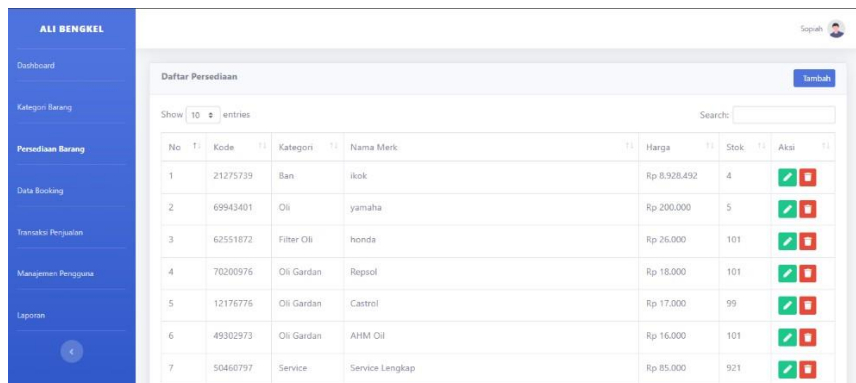 ALI BENGKEL
Sopiah
Dashboard
Kategori Barang
Persediaan Barang
Data Booking
Transaksi Penjualan
Manajemen Pengguna
Laporan
Daftar Persediaan
Tambah
Show 10 entries
Search:
No Kode Kategori Nama Merk Harga Stok Aksi
1 21275739 Ban ikok Rp 8.928.492 4
2 69943401 Oli yamaha Rp 200.000 5
3 62551872 Filter Oli honda Rp 26.000 101
4 70200976 Oli Gardan Repsol Rp 18.000 101
5 12176776 Oli Gardan Castrol Rp 17.000 99
6 49302973 Oli Gardan AHM Oil Rp 16.000 101
7 50460797 Service Service Lengkap Rp 85.000 921